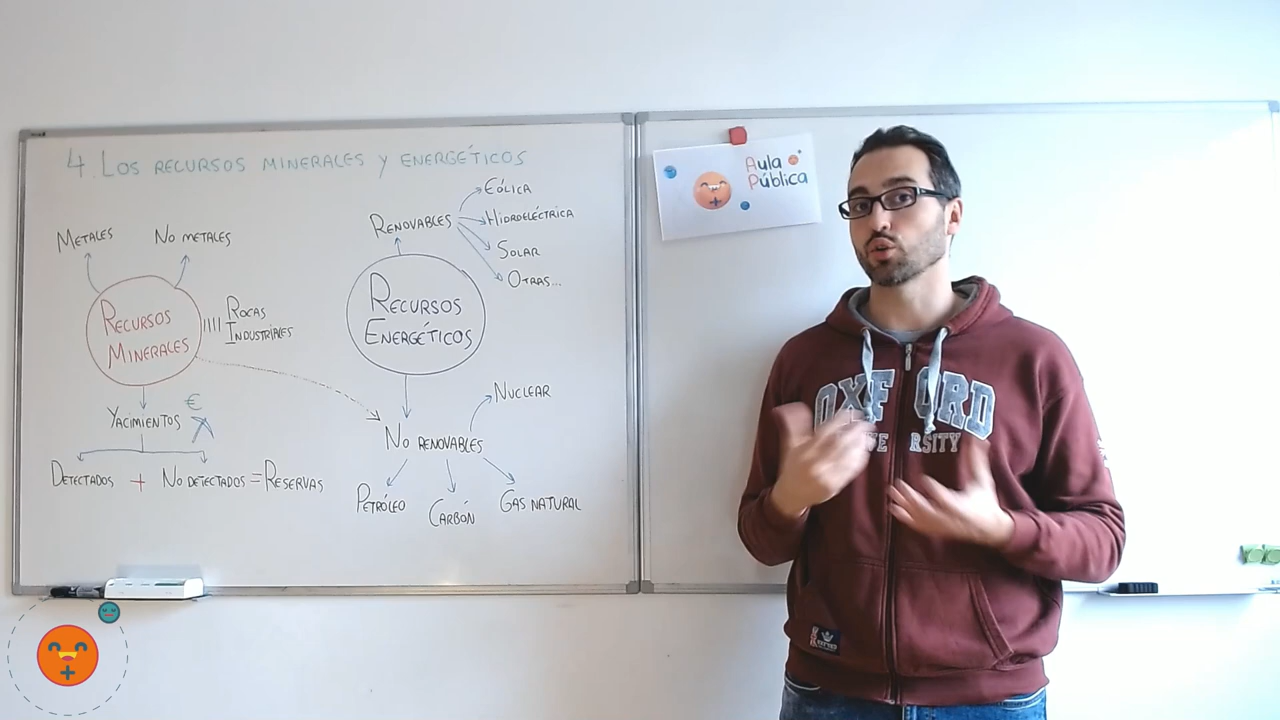 4. LOS RECURSOS MINERALES Y ENERGÉTICOS
METALES
NO METALES
RECURSOS
MINERALES
ROCAS
INDUSTRIALES
YACIMIENTOS
€
DETECTADOS + NO DETECTADOS = RESERVAS
RENOVABLES
EÓLICA
HIDROELÉCTRICA
SOLAR
OTRAS...
RECURSOS
ENERGÉTICOS
NUCLEAR
NO RENOVABLES
PETRÓLEO
CARBÓN
GAS NATURAL
Aula
Pública
OXFORD
UNIVERSITY